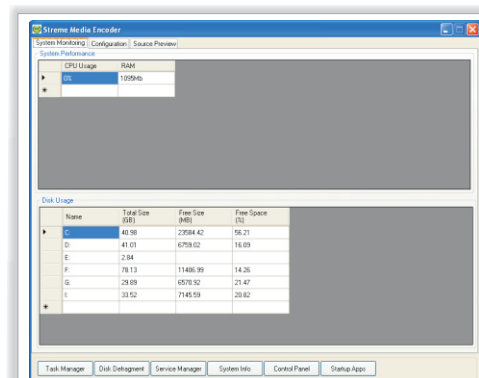 Streme Media Encoder
System Monitoring Configuration Source Preview
System Performance
CPU Usage RAM
0% 1095Mb
Disk Usage
Name Total Size (GB) Free Size (MB) Free Space (%)
C: 40.98 23584.42 56.21
D: 41.01 6759.02 16.09
E: 2.84
F: 78.13 11406.99 14.26
G: 29.89 6570.92 21.47
I: 33.52 7145.59 20.82
Task Manager Disk Defragment Service Manager System Info Control Panel Startup Apps